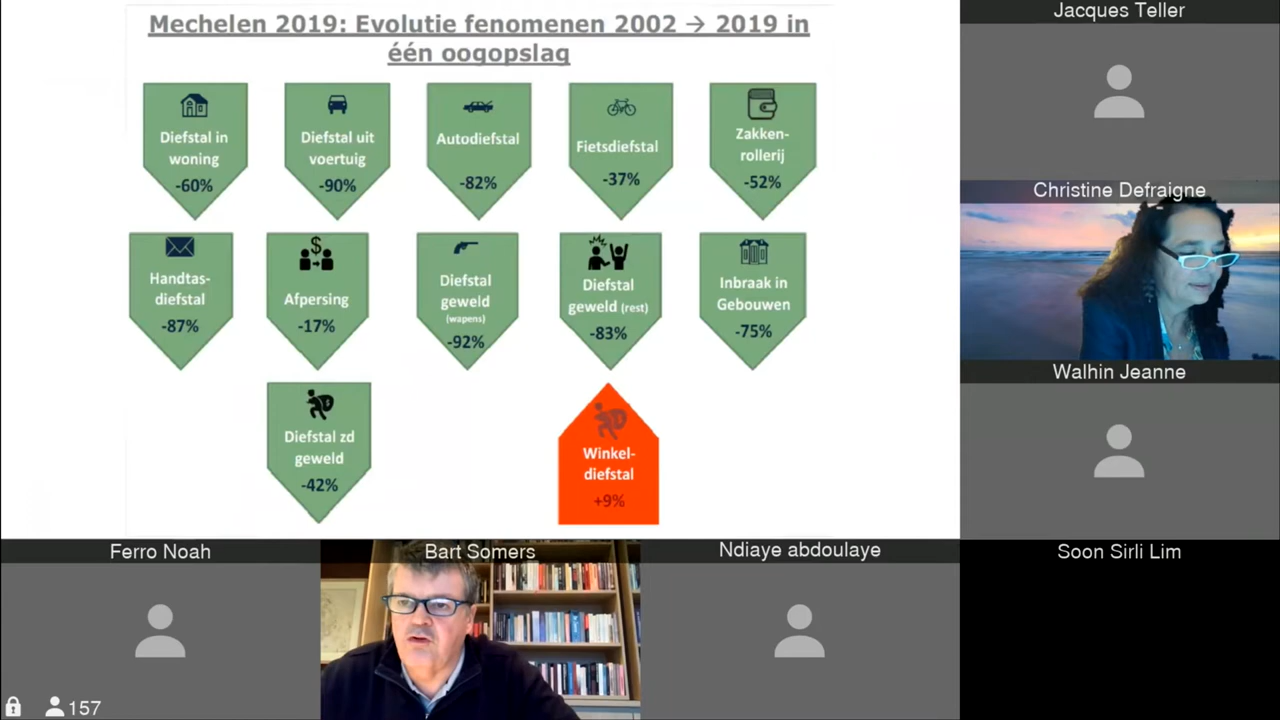 Mechelen 2019: Evolutie fenomenen 2002 → 2019 in
één oogopslag
Diefstal in
woning
-60%
Diefstal uit
voertuig
-90%
Autodiefstal
-82%
Fietsdiefstal
-37%
Zakken-
rollerij
-52%
Handtas-
diefstal
-87%
$
Afpersing
-17%
Diefstal
geweld
(wapens)
-92%
Diefstal
geweld (rest)
-83%
Inbraak in
Gebouwen
-75%
Diefstal zd
geweld
-42%
Winkel-
diefstal
+9%
Jacques Teller
Christine Defraigne
Walhin Jeanne
Ferro Noah
Bart Somers
Ndiaye abdoulaye
Soon Sirli Lim
157